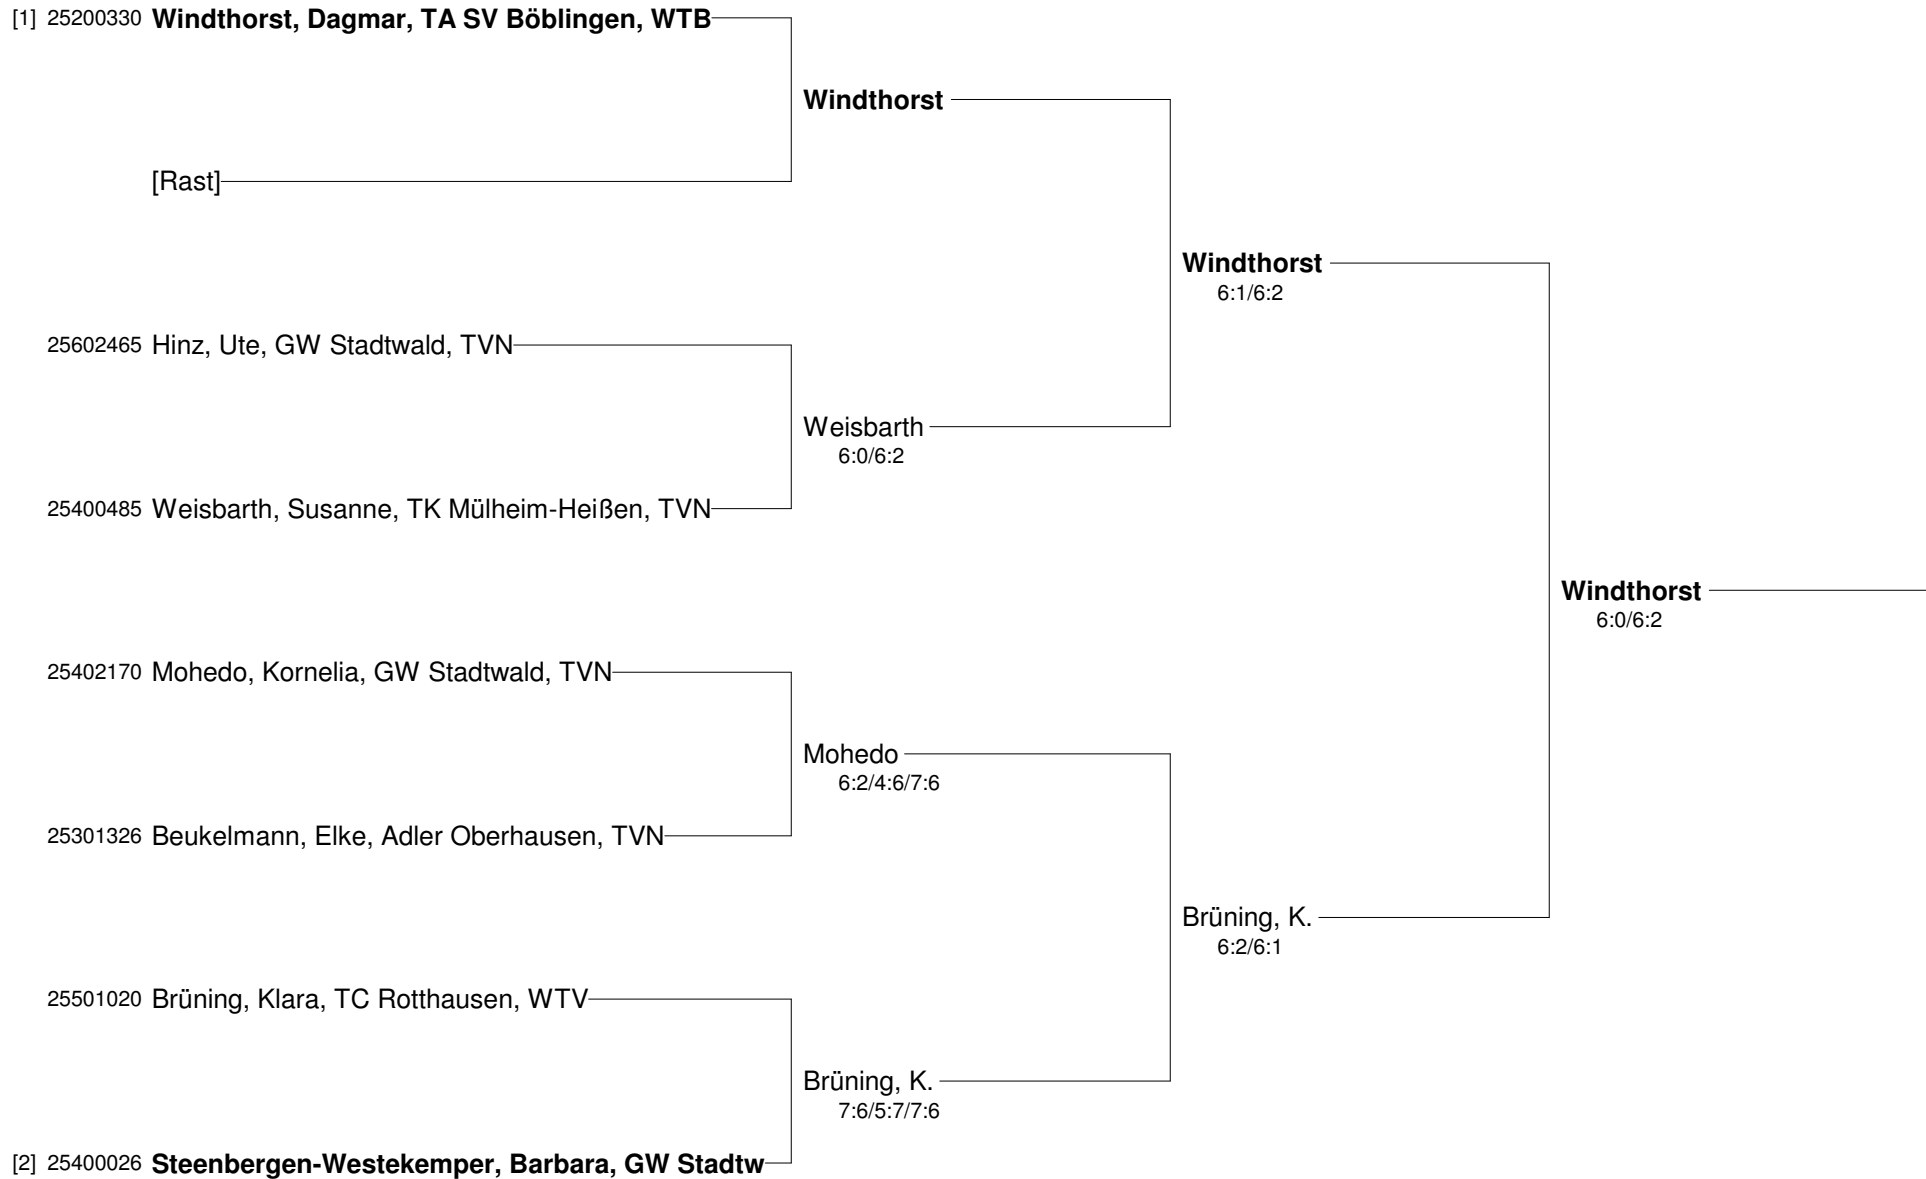 [1] 25200330 Windthorst, Dagmar, TA SV Böblingen, WTB
Windthorst
[Rast]
Windthorst
6:1/6:2
25602465 Hinz, Ute, GW Stadtwald, TVN
Weisbarth
6:0/6:2
25400485 Weisbarth, Susanne, TK Mülheim-Heißen, TVN
Windthorst
6:0/6:2
25402170 Mohedo, Kornelia, GW Stadtwald, TVN
Mohedo
6:2/4:6/7:6
25301326 Beukelmann, Elke, Adler Oberhausen, TVN
Brüning, K.
6:2/6:1
25501020 Brüning, Klara, TC Rotthausen, WTV
Brüning, K.
7:6/5:7/7:6
[2] 25400026 Steenbergen-Westekemper, Barbara, GW Stadtw